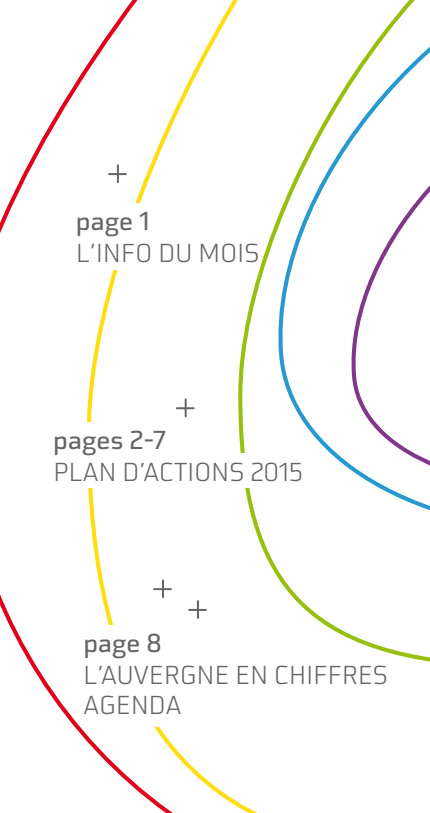 page 1
L'INFO DU MOIS
pages 2-7
PLAN D'ACTIONS 2015
page 8
L'AUVERGNE EN CHIFFRES
AGENDA